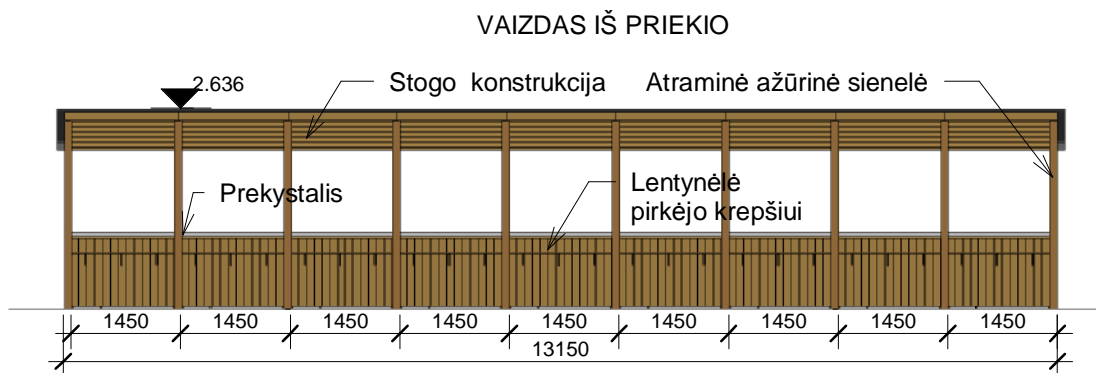 VAIZDAS IŠ PRIEKIO
2.636
Stogo konstrukcija
Atraminė ažūrinė sienelė
Prekystalis
Lentynėlė
pirkėjo krepšiui
1450 1450 1450 1450 1450 1450 1450 1450 1450
13150